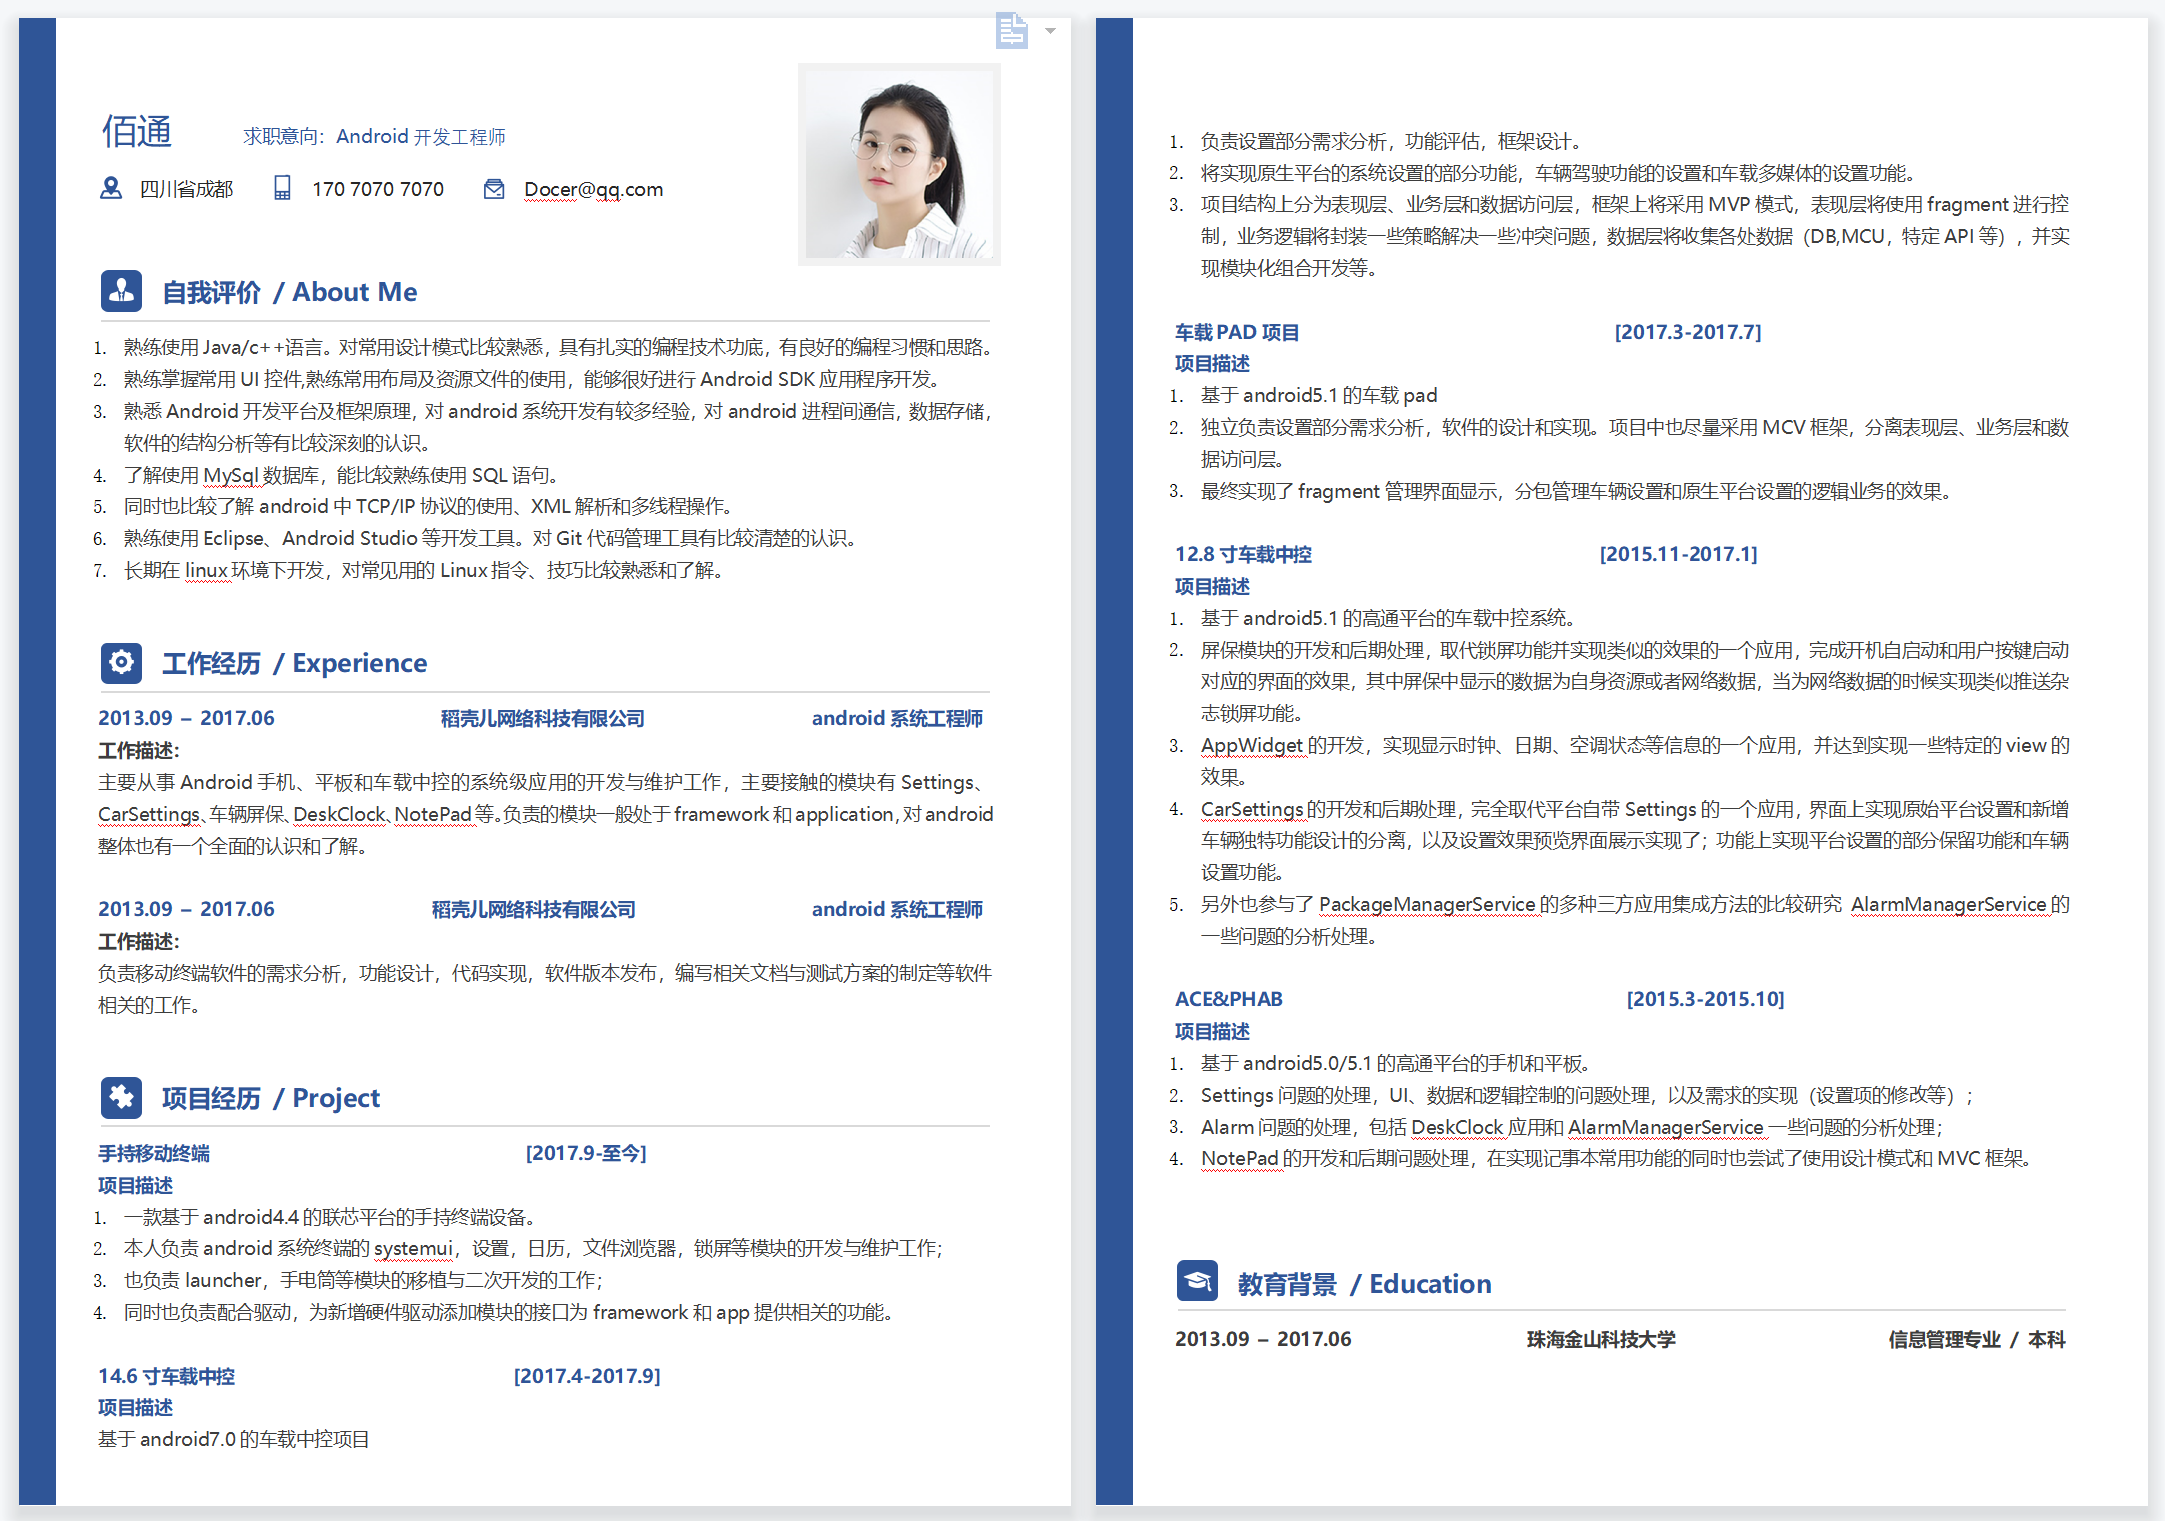 佰通 求职意向：Android 开发工程师
四川省成都 170 7070 7070 Docer@qq.com
自我评价 / About Me
1. 熟练使用 Java/c++语言。对常用设计模式比较熟悉，具有扎实的编程技术功底，有良好的编程习惯和思路。
2. 熟练掌握常用 UI 控件,熟练常用布局及资源文件的使用，能够很好进行 Android SDK 应用程序开发。
3. 熟悉 Android 开发平台及框架原理，对 android 系统开发有较多经验，对 android 进程间通信，数据存储，
软件的结构分析等有比较深刻的认识。
4. 了解使用 MySql 数据库，能比较熟练使用 SQL 语句。
5. 同时也比较了解 android 中 TCP/IP 协议的使用、XML 解析和多线程操作。
6. 熟练使用 Eclipse、Android Studio 等开发工具。对 Git 代码管理工具有比较清楚的认识。
7. 长期在 linux 环境下开发，对常见用的 Linux 指令、技巧比较熟悉和了解。
工作经历 / Experience
2013.09 – 2017.06 稻壳儿网络科技有限公司 android 系统工程师
工作描述：
主要从事 Android 手机、平板和车载中控的系统级应用的开发与维护工作，主要接触的模块有 Settings、
CarSettings、车辆屏保、DeskClock、NotePad 等。负责的模块一般处于 framework 和 application，对 android
整体也有一个全面的认识和了解。
2013.09 – 2017.06 稻壳儿网络科技有限公司 android 系统工程师
工作描述：
负责移动终端软件的需求分析，功能设计，代码实现，软件版本发布，编写相关文档与测试方案的制定等软件
相关的工作。
项目经历 / Project
手持移动终端 [2017.9-至今]
项目描述
1. 一款基于 android4.4 的联芯平台的手持终端设备。
2. 本人负责 android 系统终端的 systemui，设置，日历，文件浏览器，锁屏等模块的开发与维护工作；
3. 也负责 launcher，手电筒等模块的移植与二次开发的工作；
4. 同时也负责配合驱动，为新增硬件驱动添加模块的接口为 framework 和 app 提供相关的功能。
14.6 寸车载中控 [2017.4-2017.9]
项目描述
基于 android7.0 的车载中控项目
1. 负责设置部分需求分析，功能评估，框架设计。
2. 将实现原生平台的系统设置的部分功能，车辆驾驶功能的设置和车载多媒体的设置功能。
3. 项目结构上分为表现层、业务层和数据访问层，框架上将采用 MVP 模式，表现层将使用 fragment 进行控
制，业务逻辑将封装一些策略解决一些冲突问题，数据层将收集各处数据（DB,MCU，特定 API 等），并实
现模块化组合开发等。
车载 PAD 项目 [2017.3-2017.7]
项目描述
1. 基于 android5.1 的车载 pad
2. 独立负责设置部分需求分析，软件的设计和实现。项目中也尽量采用 MCV 框架，分离表现层、业务层和数
据访问层。
3. 最终实现了 fragment 管理界面显示，分包管理车辆设置和原生平台设置的逻辑业务的效果。
12.8 寸车载中控 [2015.11-2017.1]
项目描述
1. 基于 android5.1 的高通平台的车载中控系统。
2. 屏保模块的开发和后期处理，取代锁屏功能并实现类似的效果的一个应用，完成开机自启动和用户按键启动
对应的界面的效果，其中屏保中显示的数据为自身资源或者网络数据，当为网络数据的时候实现类似推送杂
志锁屏功能。
3. AppWidget 的开发，实现显示时钟、日期、空调状态等信息的一个应用，并达到实现一些特定的 view 的
效果。
4. CarSettings 的开发和后期处理，完全取代平台自带 Settings 的一个应用，界面上实现原始平台设置和新增
车辆独特功能设计的分离，以及设置效果预览界面展示实现了；功能上实现平台设置的部分保留功能和车辆
设置功能。
5. 另外也参与了 PackageManagerService 的多种三方应用集成方法的比较研究 AlarmManagerService 的
一些问题的分析处理。
ACE&PHAB [2015.3-2015.10]
项目描述
1. 基于 android5.0/5.1 的高通平台的手机和平板。
2. Settings 问题的处理，UI、数据和逻辑控制的问题处理，以及需求的实现（设置项的修改等）；
3. Alarm 问题的处理，包括 DeskClock 应用和 AlarmManagerService 一些问题的分析处理；
4. NotePad 的开发和后期问题处理，在实现记事本常用功能的同时也尝试了使用设计模式和 MVC 框架。
教育背景 / Education
2013.09 – 2017.06 珠海金山科技大学 信息管理专业 / 本科